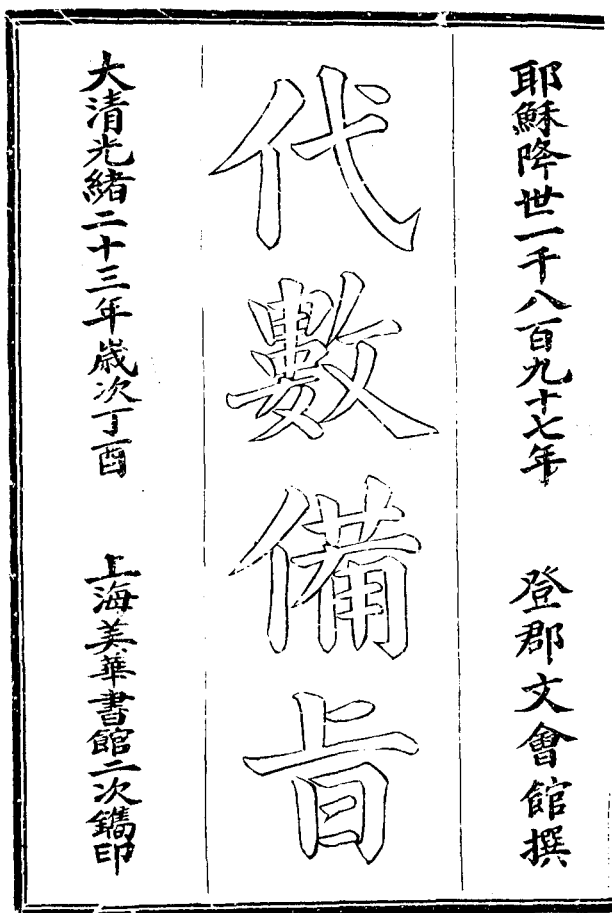 耶穌降世一千八百九十七年 登郡文會館撰
代數備旨
大清光緒二十三年歲次丁酉 上海美華書館二次鐫印